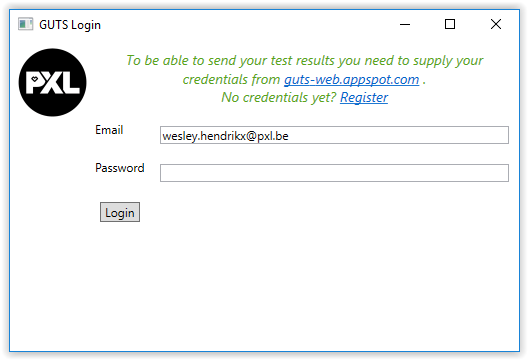 GUTS Login
PXL
To be able to send your test results you need to supply your
credentials from guts-web.appspot.com .
No credentials yet? Register
Email
wesley.hendrikx@pxl.be
Password
Login